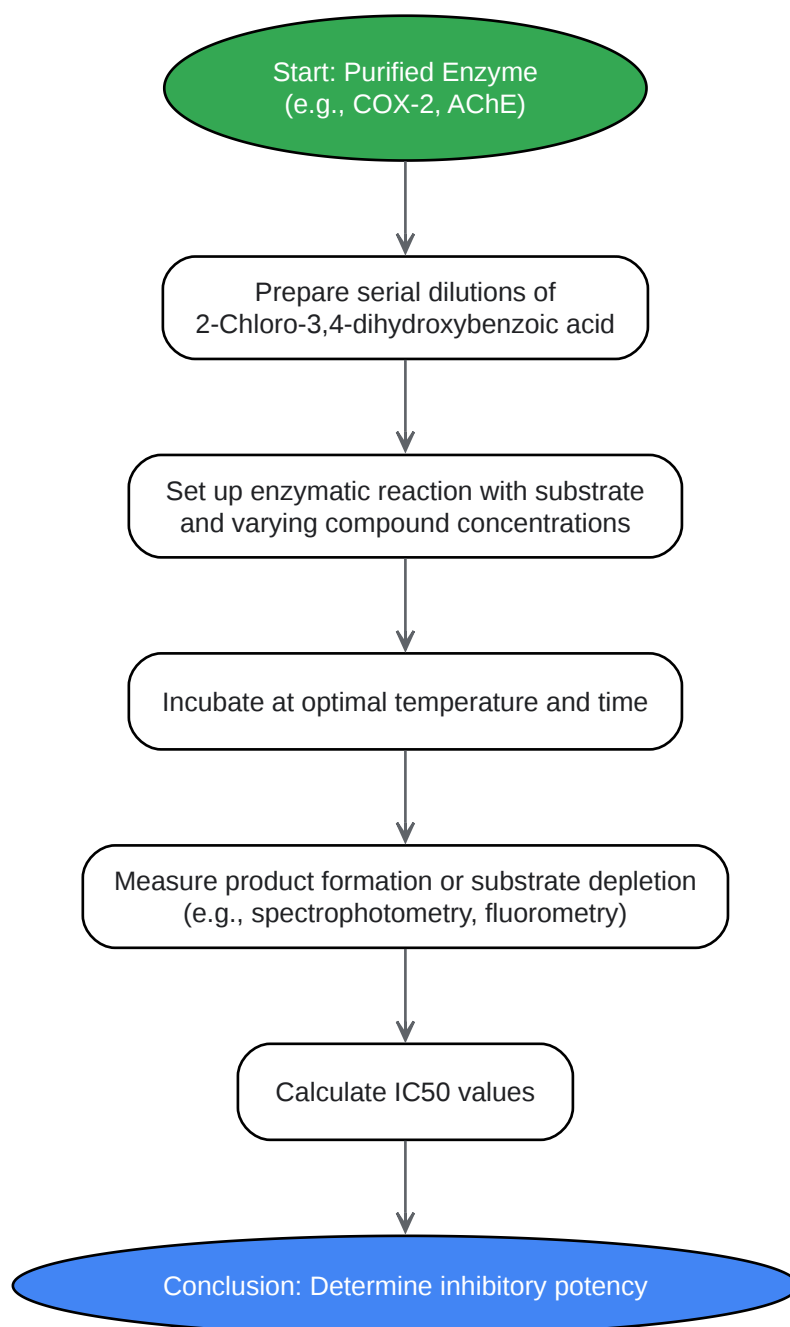 Start: Purified Enzyme
(e.g., COX-2, AChE)
Prepare serial dilutions of
2-Chloro-3,4-dihydroxybenzoic acid
Set up enzymatic reaction with substrate
and varying compound concentrations
Incubate at optimal temperature and time
Measure product formation or substrate depletion
(e.g., spectrophotometry, fluorometry)
Calculate IC50 values
Conclusion: Determine inhibitory potency